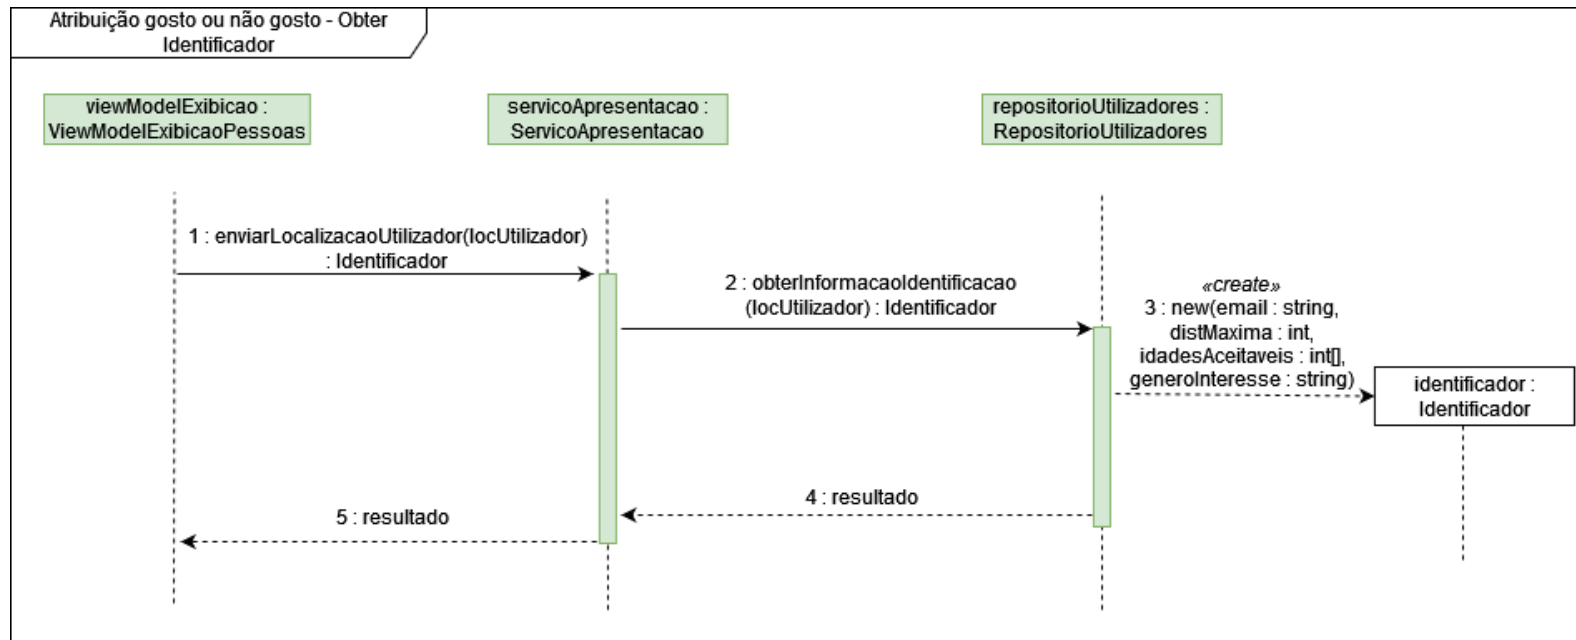 Atribuição gosto ou não gosto - Obter
Identificador
viewModelExibicao :
ViewModelExibicaoPessoas
servicoApresentacao :
ServicoApresentacao
repositorioUtilizadores :
RepositorioUtilizadores
1 : enviarLocalizacaoUtilizador(locUtilizador)
: Identificador
2 : obterInformacaoIdentificacao
(locUtilizador) : Identificador
«create»
3 : new(email : string,
distMaxima : int,
idadesAceitaveis : int[],
generoInteresse : string)
identificador :
Identificador
4 : resultado
5 : resultado